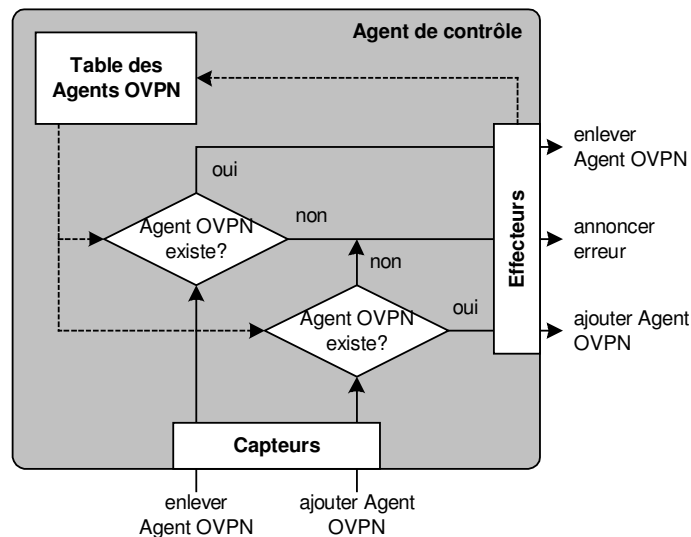 Agent de contrôle
Table des
Agents OVPN
enlever
Agent OVPN
oui
Agent OVPN
existe?
non
annoncer
erreur
Effecteurs
non
Agent OVPN
existe?
oui
ajouter Agent
OVPN
Capteurs
enlever
Agent OVPN
ajouter Agent
OVPN